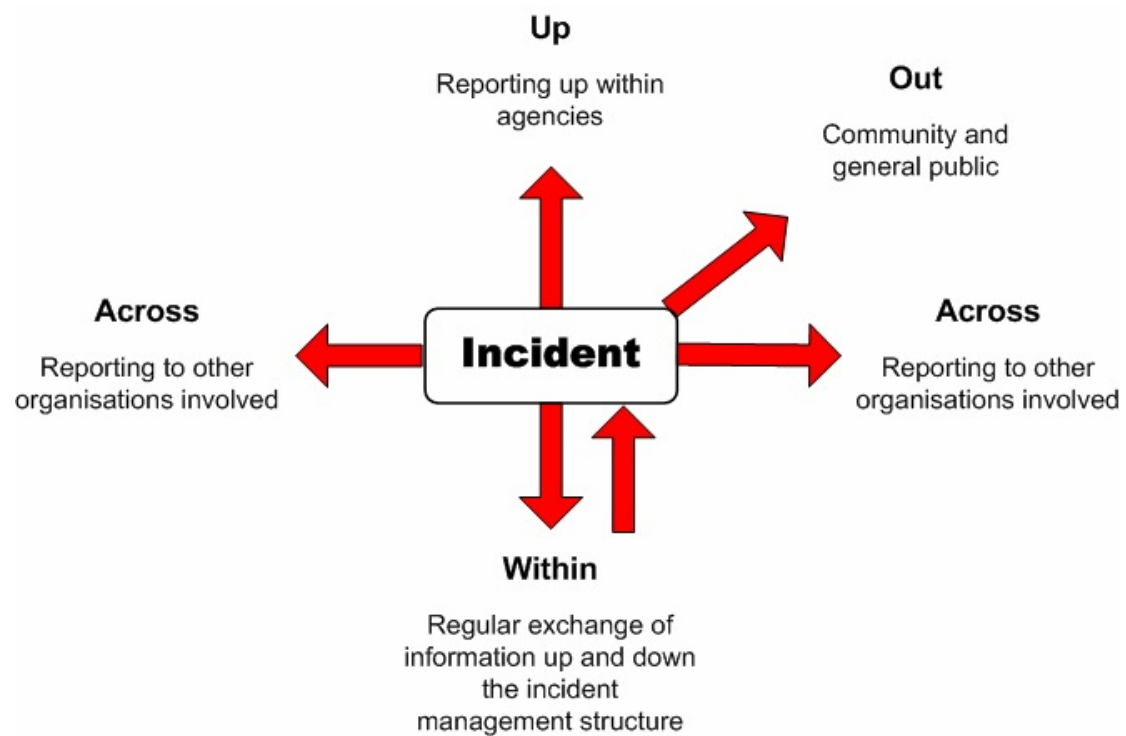 Up
Reporting up within
agencies
Out
Community and
general public
Across
Reporting to other
organisations involved
Incident
Across
Reporting to other
organisations involved
Within
Regular exchange of
information up and down
the incident
management structure